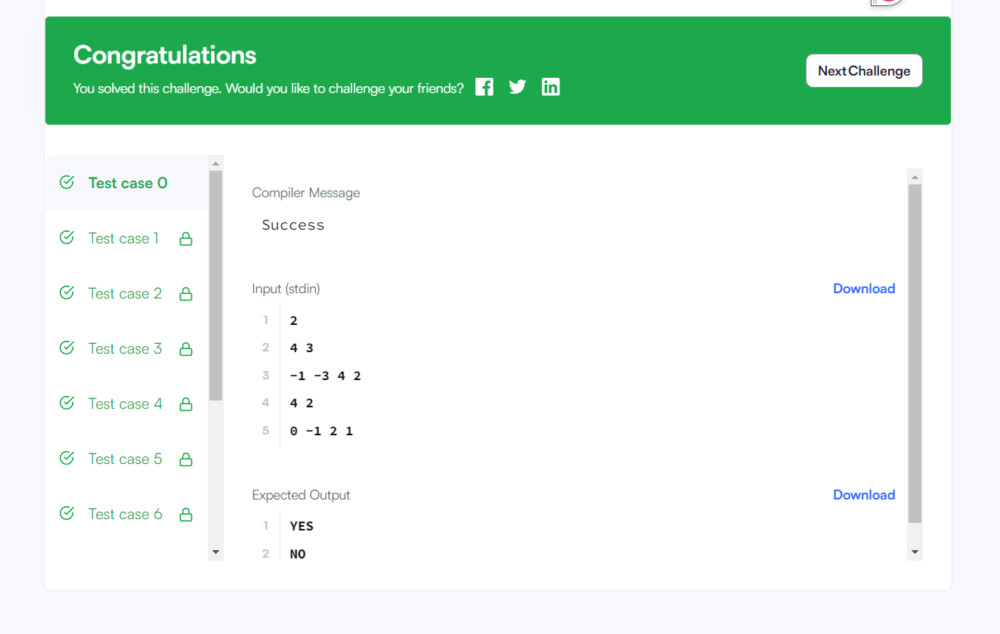 Congratulations
You solved this challenge. Would you like to challenge your friends?
Next Challenge
Test case 0
Test case 1
Test case 2
Test case 3
Test case 4
Test case 5
Test case 6
Compiler Message
Success
Input (stdin)
Download
1 2
2 4 3
3 -1 -3 4 2
4 4 2
5 0 -1 2 1
Expected Output
Download
1 YES
2 NO